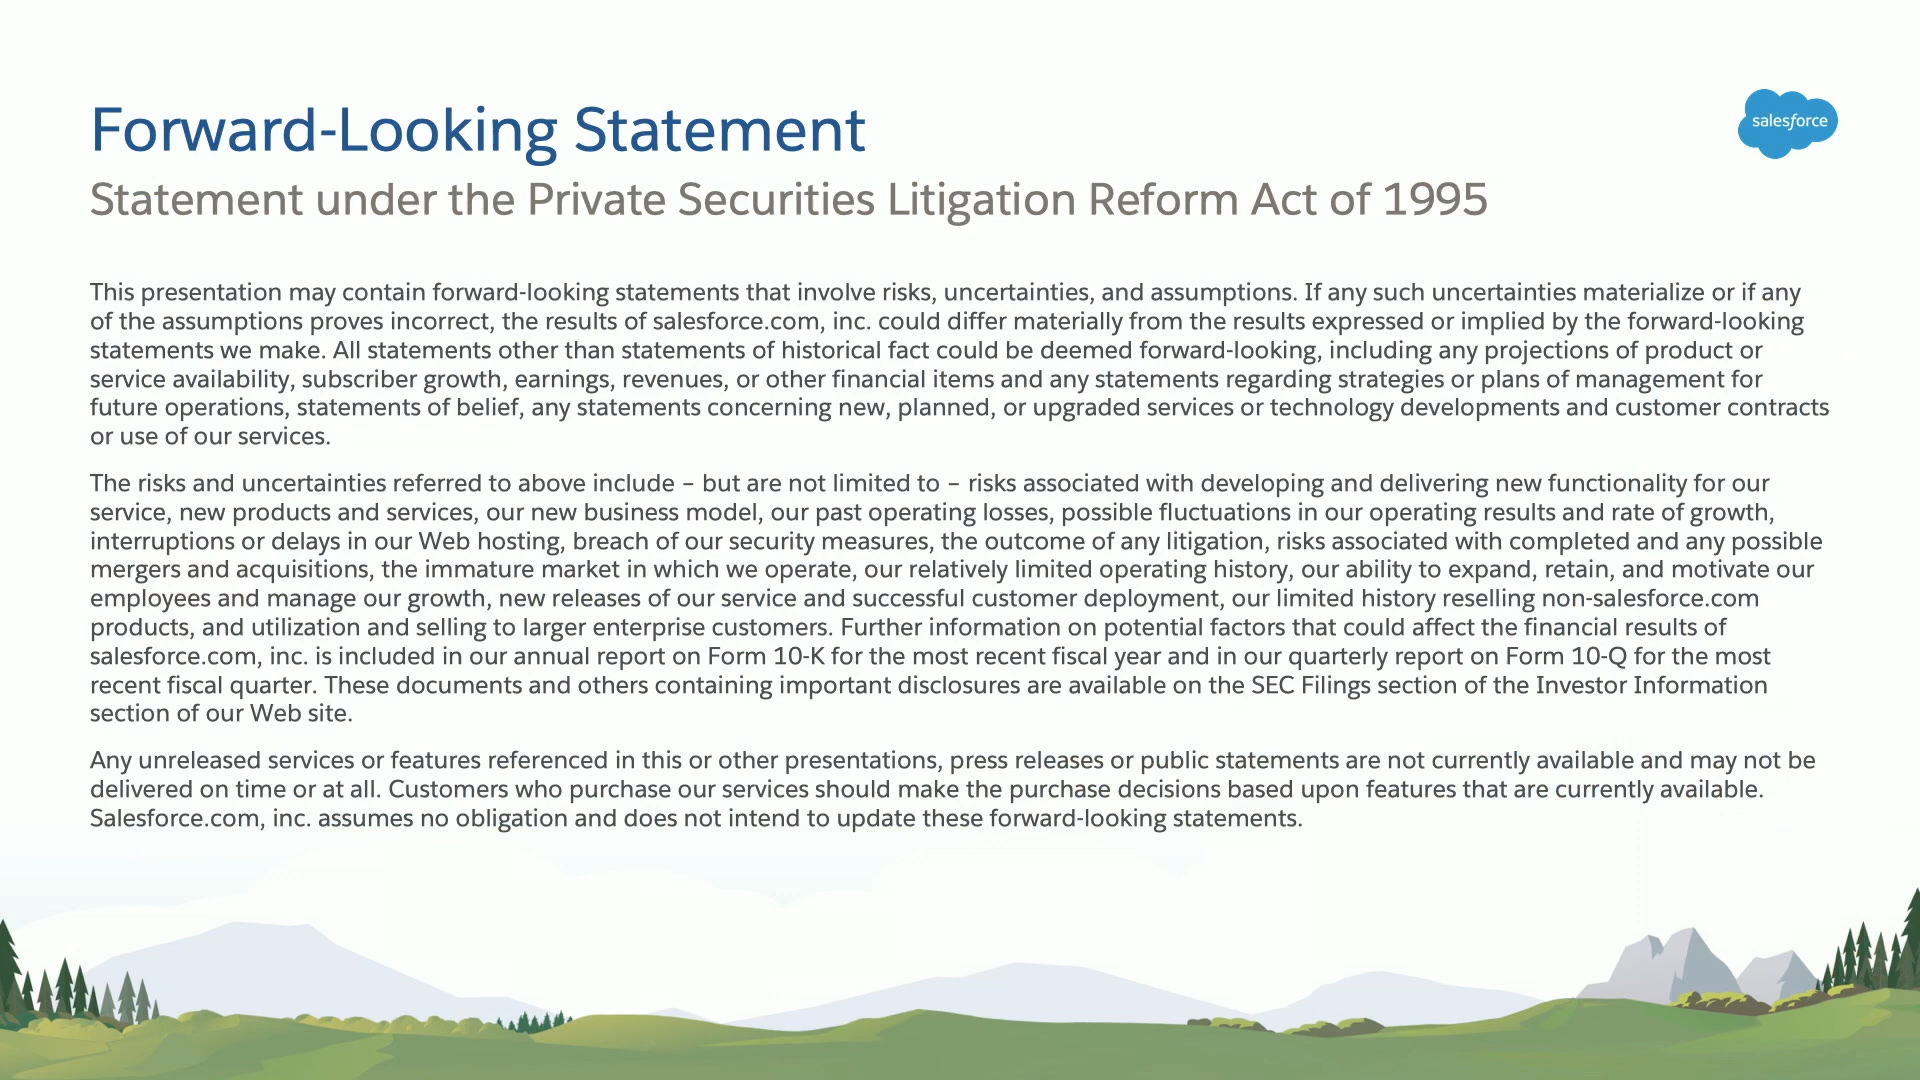 Forward-Looking Statement
salesforce
Statement under the Private Securities Litigation Reform Act of 1995
This presentation may contain forward-looking statements that involve risks, uncertainties, and assumptions. If any such uncertainties materialize or if any
of the assumptions proves incorrect, the results of salesforce.com, inc. could differ materially from the results expressed or implied by the forward-looking
statements we make. All statements other than statements of historical fact could be deemed forward-looking, including any projections of product or
service availability, subscriber growth, earnings, revenues, or other financial items and any statements regarding strategies or plans of management for
future operations, statements of belief, any statements concerning new, planned, or upgraded services or technology developments and customer contracts
or use of our services.
The risks and uncertainties referred to above include – but are not limited to – risks associated with developing and delivering new functionality for our
service, new products and services, our new business model, our past operating losses, possible fluctuations in our operating results and rate of growth,
interruptions or delays in our Web hosting, breach of our security measures, the outcome of any litigation, risks associated with completed and any possible
mergers and acquisitions, the immature market in which we operate, our relatively limited operating history, our ability to expand, retain, and motivate our
employees and manage our growth, new releases of our service and successful customer deployment, our limited history reselling non-salesforce.com
products, and utilization and selling to larger enterprise customers. Further information on potential factors that could affect the financial results of
salesforce.com, inc. is included in our annual report on Form 10-K for the most recent fiscal year and in our quarterly report on Form 10-Q for the most
recent fiscal quarter. These documents and others containing important disclosures are available on the SEC Filings section of the Investor Information
section of our Web site.
Any unreleased services or features referenced in this or other presentations, press releases or public statements are not currently available and may not be
delivered on time or at all. Customers who purchase our services should make the purchase decisions based upon features that are currently available.
Salesforce.com, inc. assumes no obligation and does not intend to update these forward-looking statements.